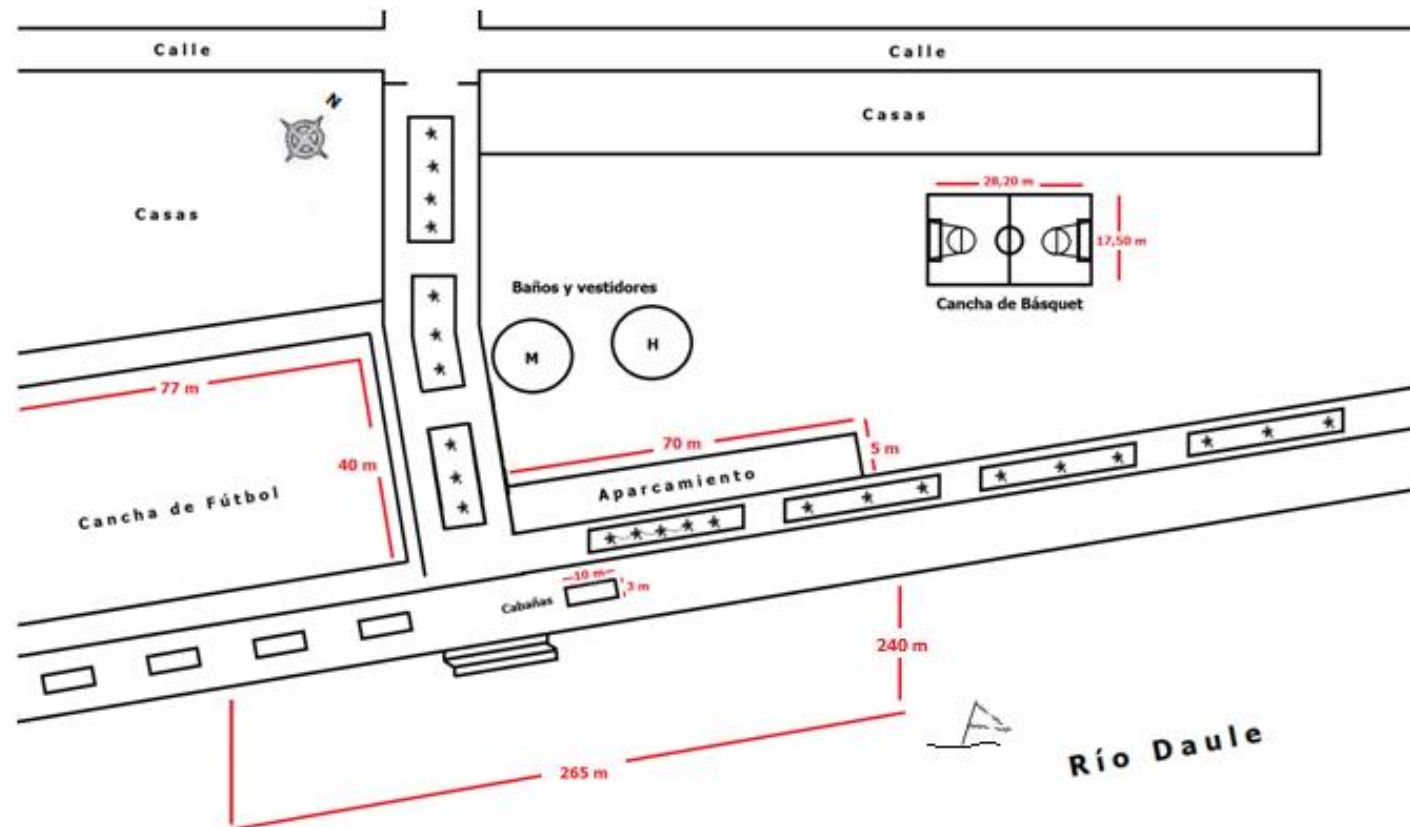 Calle
Calle
N
Casas
Casas
28,20 m
17,50 m
Cancha de Básquet
Baños y vestidores
M
H
77 m
40 m
Cancha de Fútbol
70 m
5 m
Aparcamiento
10 m
3 m
Cabañas
240 m
265 m
Río Daule